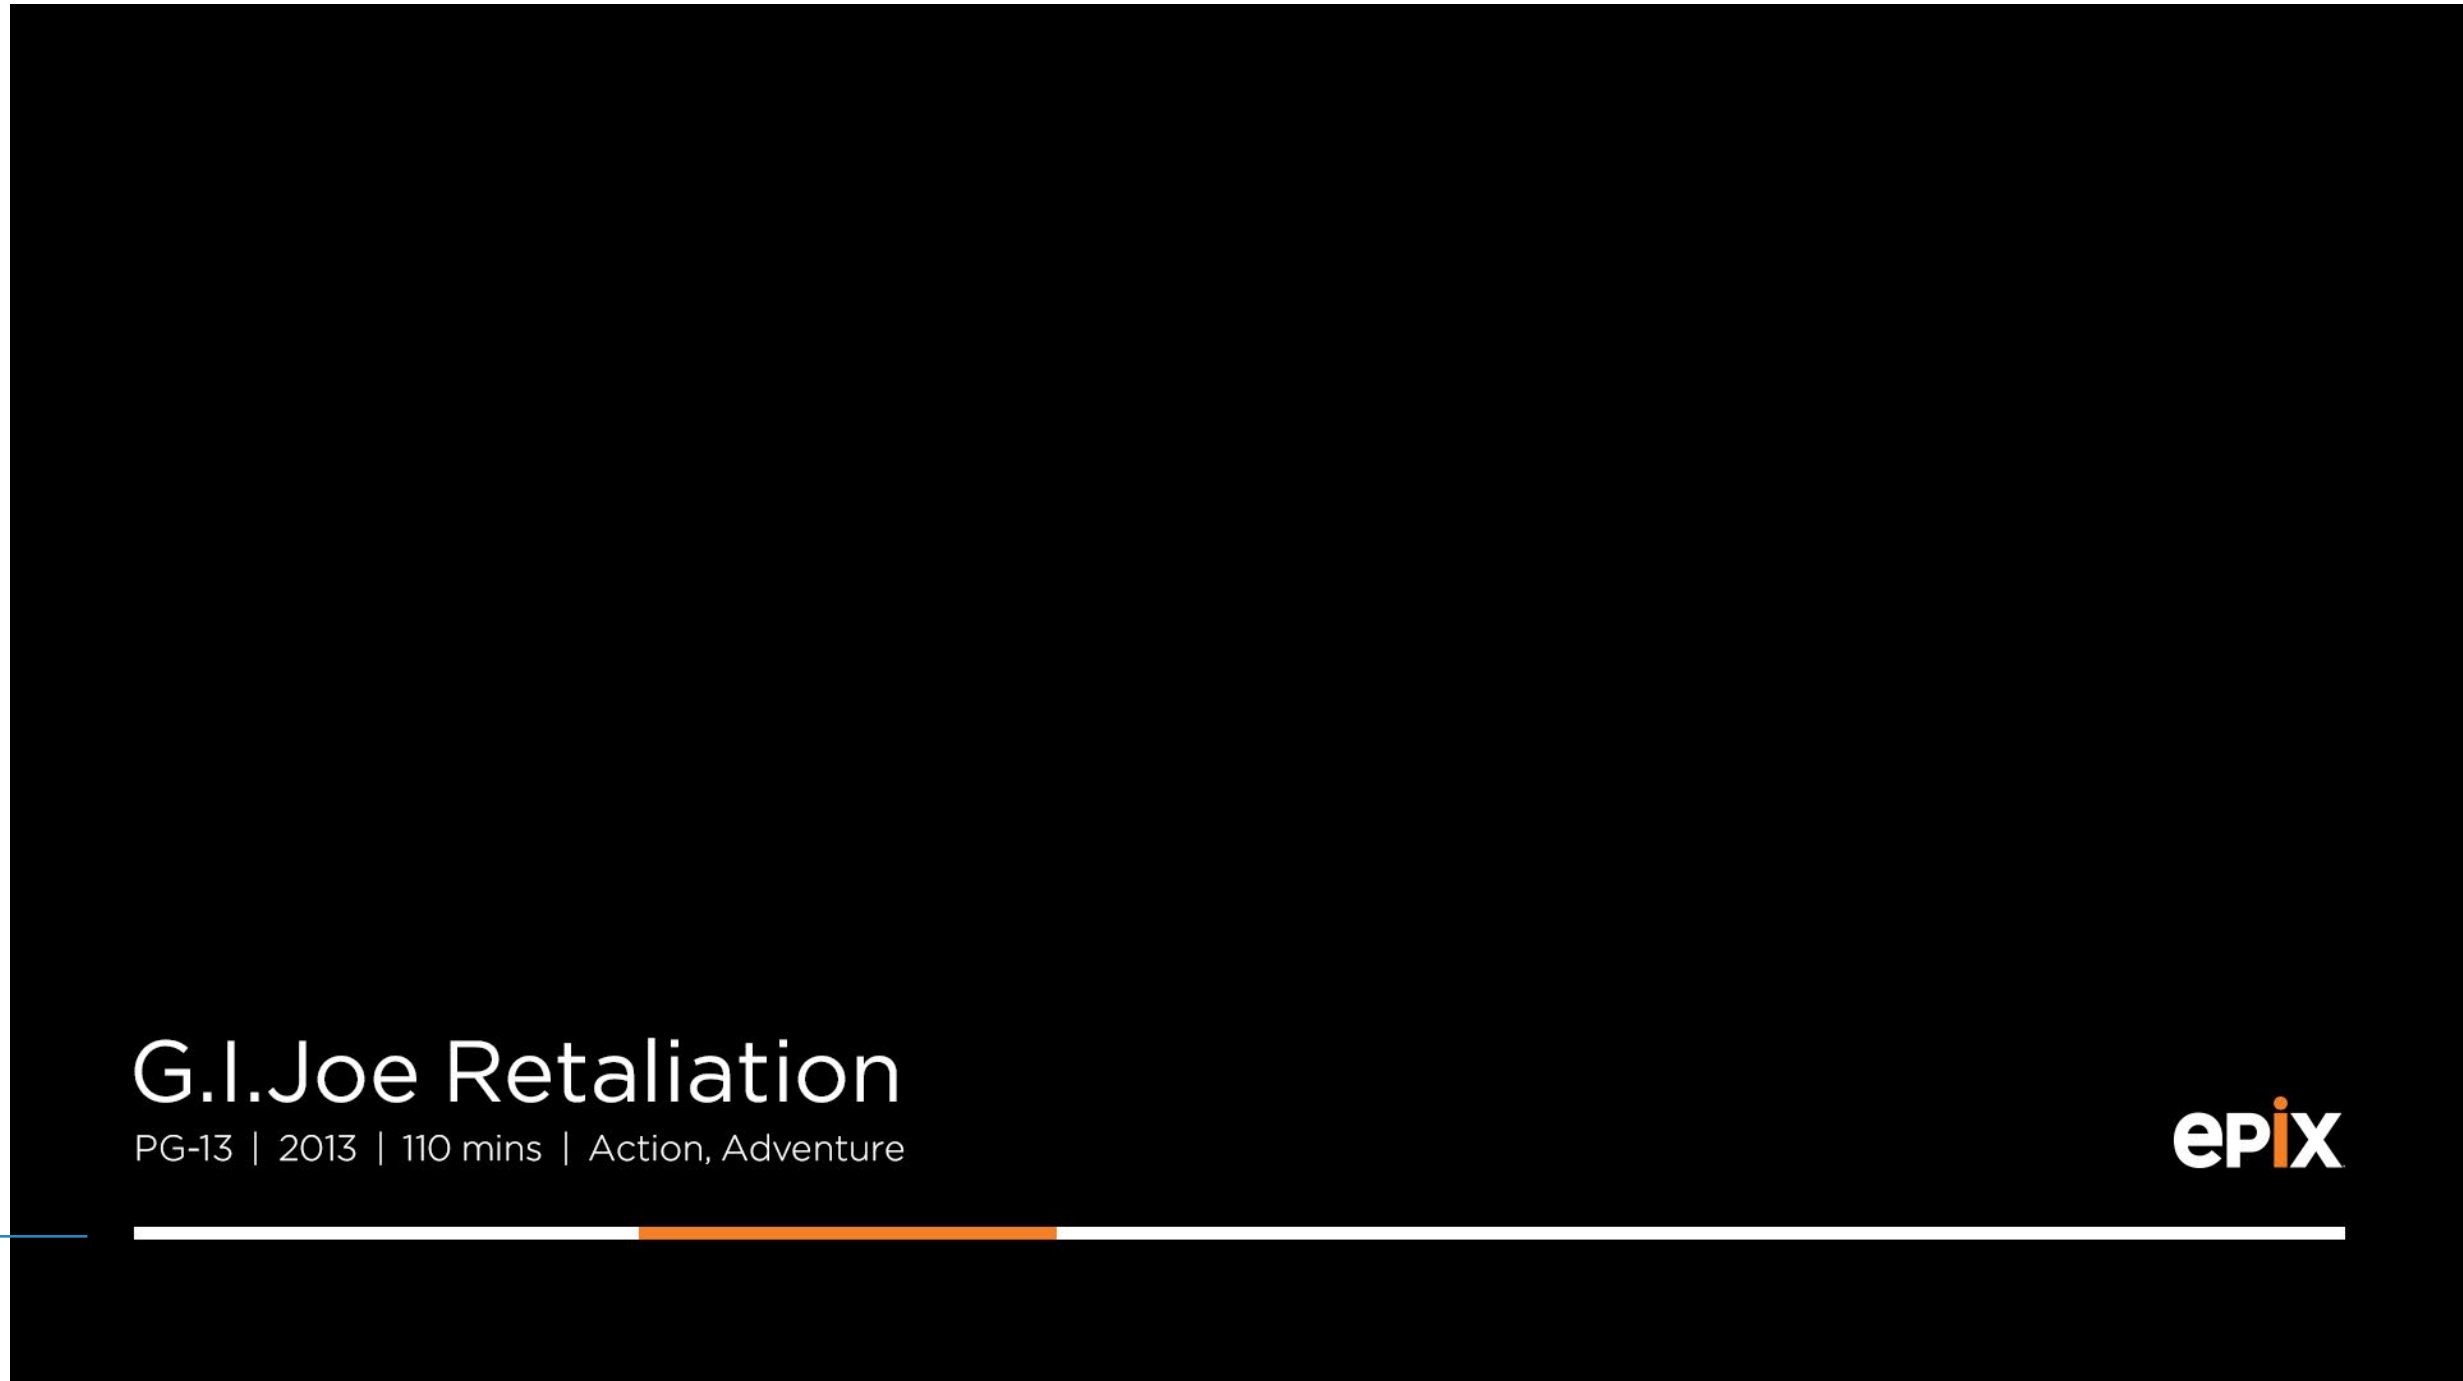 G.I.Joe Retaliation
PG-13 | 2013 | 110 mins | Action, Adventure
epix